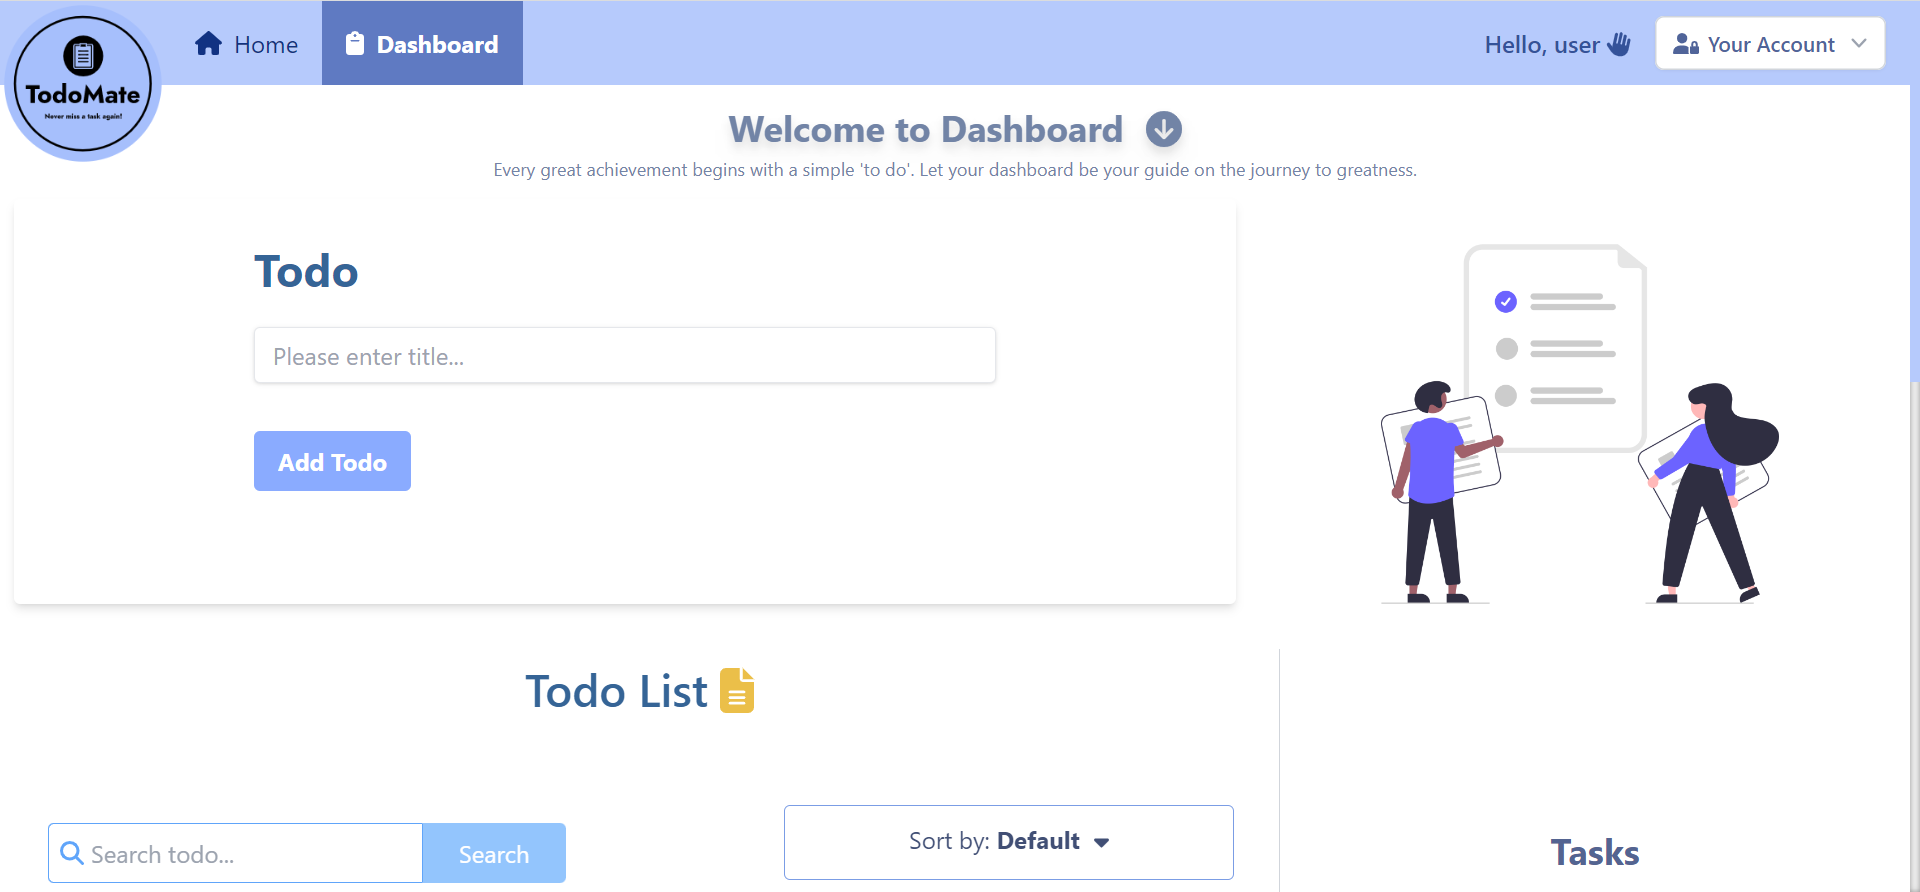 TodoMate
Never miss a task again!
Home
Dashboard
Hello, user
Your Account
Welcome to Dashboard
Every great achievement begins with a simple 'to do'. Let your dashboard be your guide on the journey to greatness.
Todo
Please enter title...
Add Todo
Todo List
Search todo...
Search
Sort by: Default
Tasks